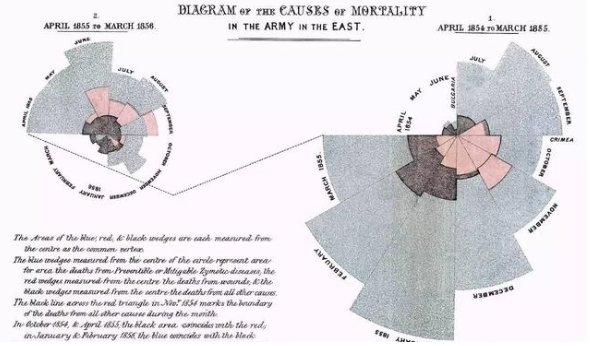 DIAGRAM OF THE CAUSES OF MORTALITY
IN THE ARMY IN THE EAST.
2.
APRIL 1855 TO MARCH 1856.
1.
APRIL 1854 TO MARCH 1855.
APRIL 1855
MAY
JUNE
JULY
AUGUST
SEPTEMBER
OCTOBER
NOVEMBER
DECEMBER
JANUARY
1856
FEBRUARY
MARCH
APRIL
1854
MAY
JUNE
BULGARIA
JULY
AUGUST
SEPTEMBER
CRIMEA
OCTOBER
NOVEMBER
DECEMBER
JANUARY 1855
FEBRUARY
MARCH 1855
The Areas of the blue, red, & black wedges are each measured from
the centre as the common vertex.
The blue wedges measured from the centre of the circle represent area
for area the deaths from Preventible or Mitigable Zymotic diseases, the
red wedges measured from the centre the deaths from wounds, & the
black wedges measured from the centre the deaths from all other causes.
The black line across the red triangle in Novr. 1854 marks the boundary
of the deaths from all other causes during the month.
In October 1854, & April 1855, the black area coincides with the red,
in January & February 1856, the blue coincides with the black.